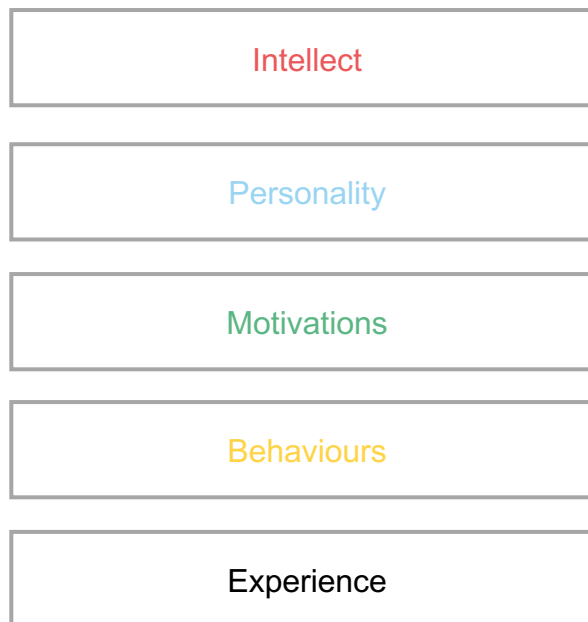 Intellect
Personality
Motivations
Behaviours
Experience